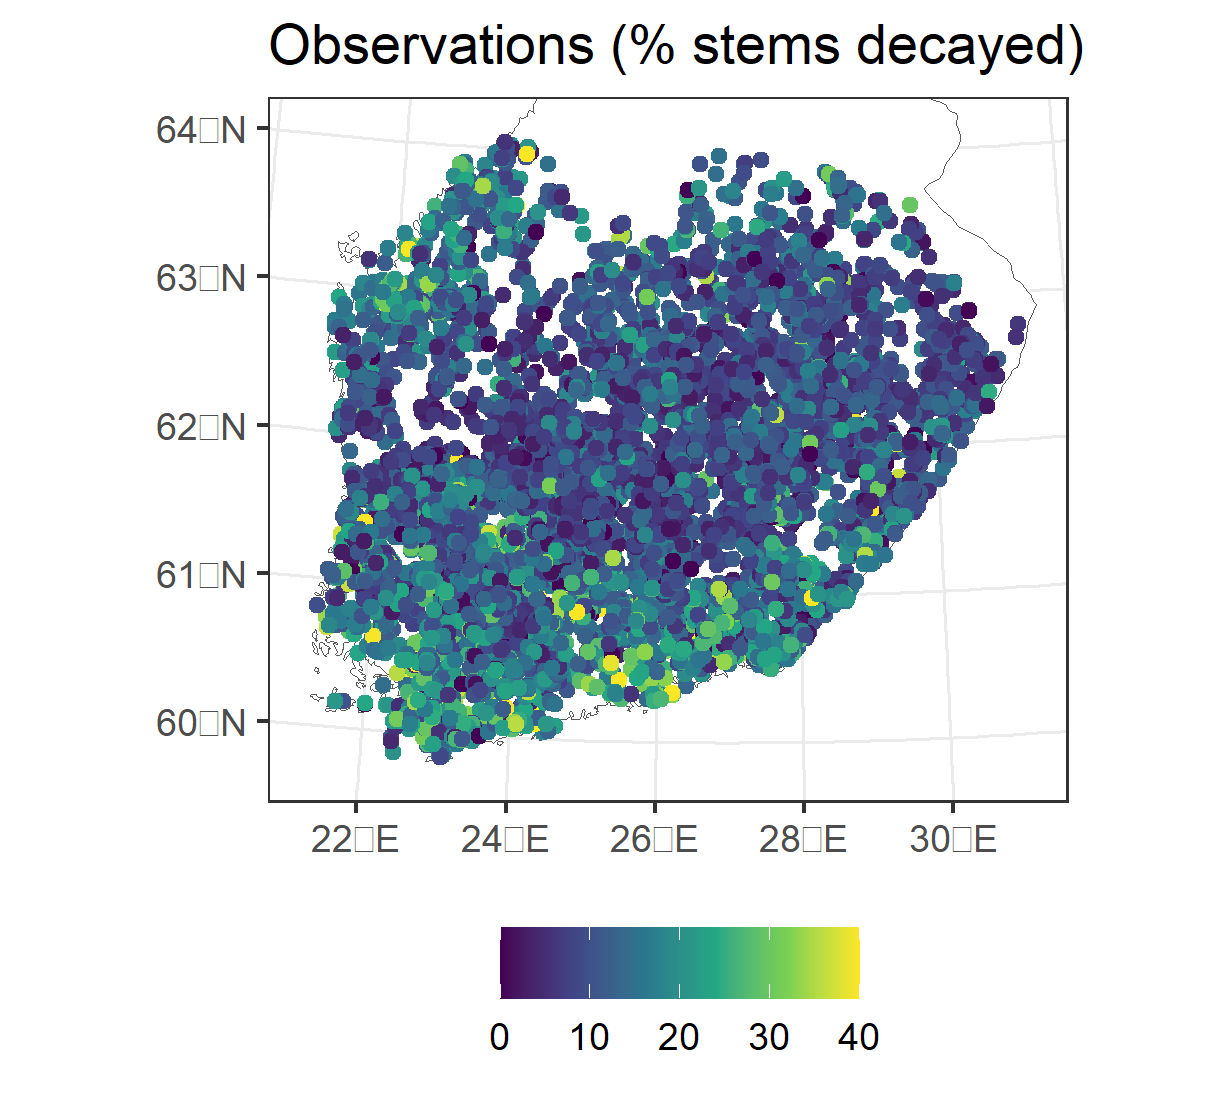 Observations (% stems decayed)
64□N
63□N
62□N
61□N
60□N
22□E 24□E 26□E 28□E 30□E
0 10 20 30 40